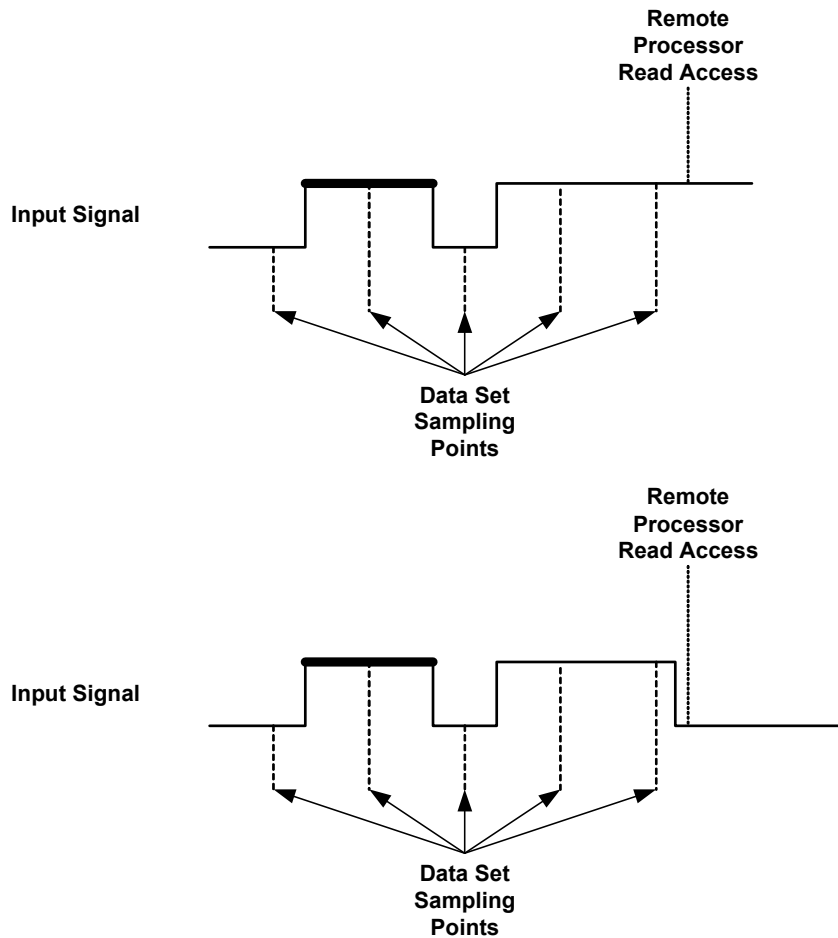 Remote
Processor
Read Access
Input Signal
Data Set
Sampling
Points
Remote
Processor
Read Access
Input Signal
Data Set
Sampling
Points